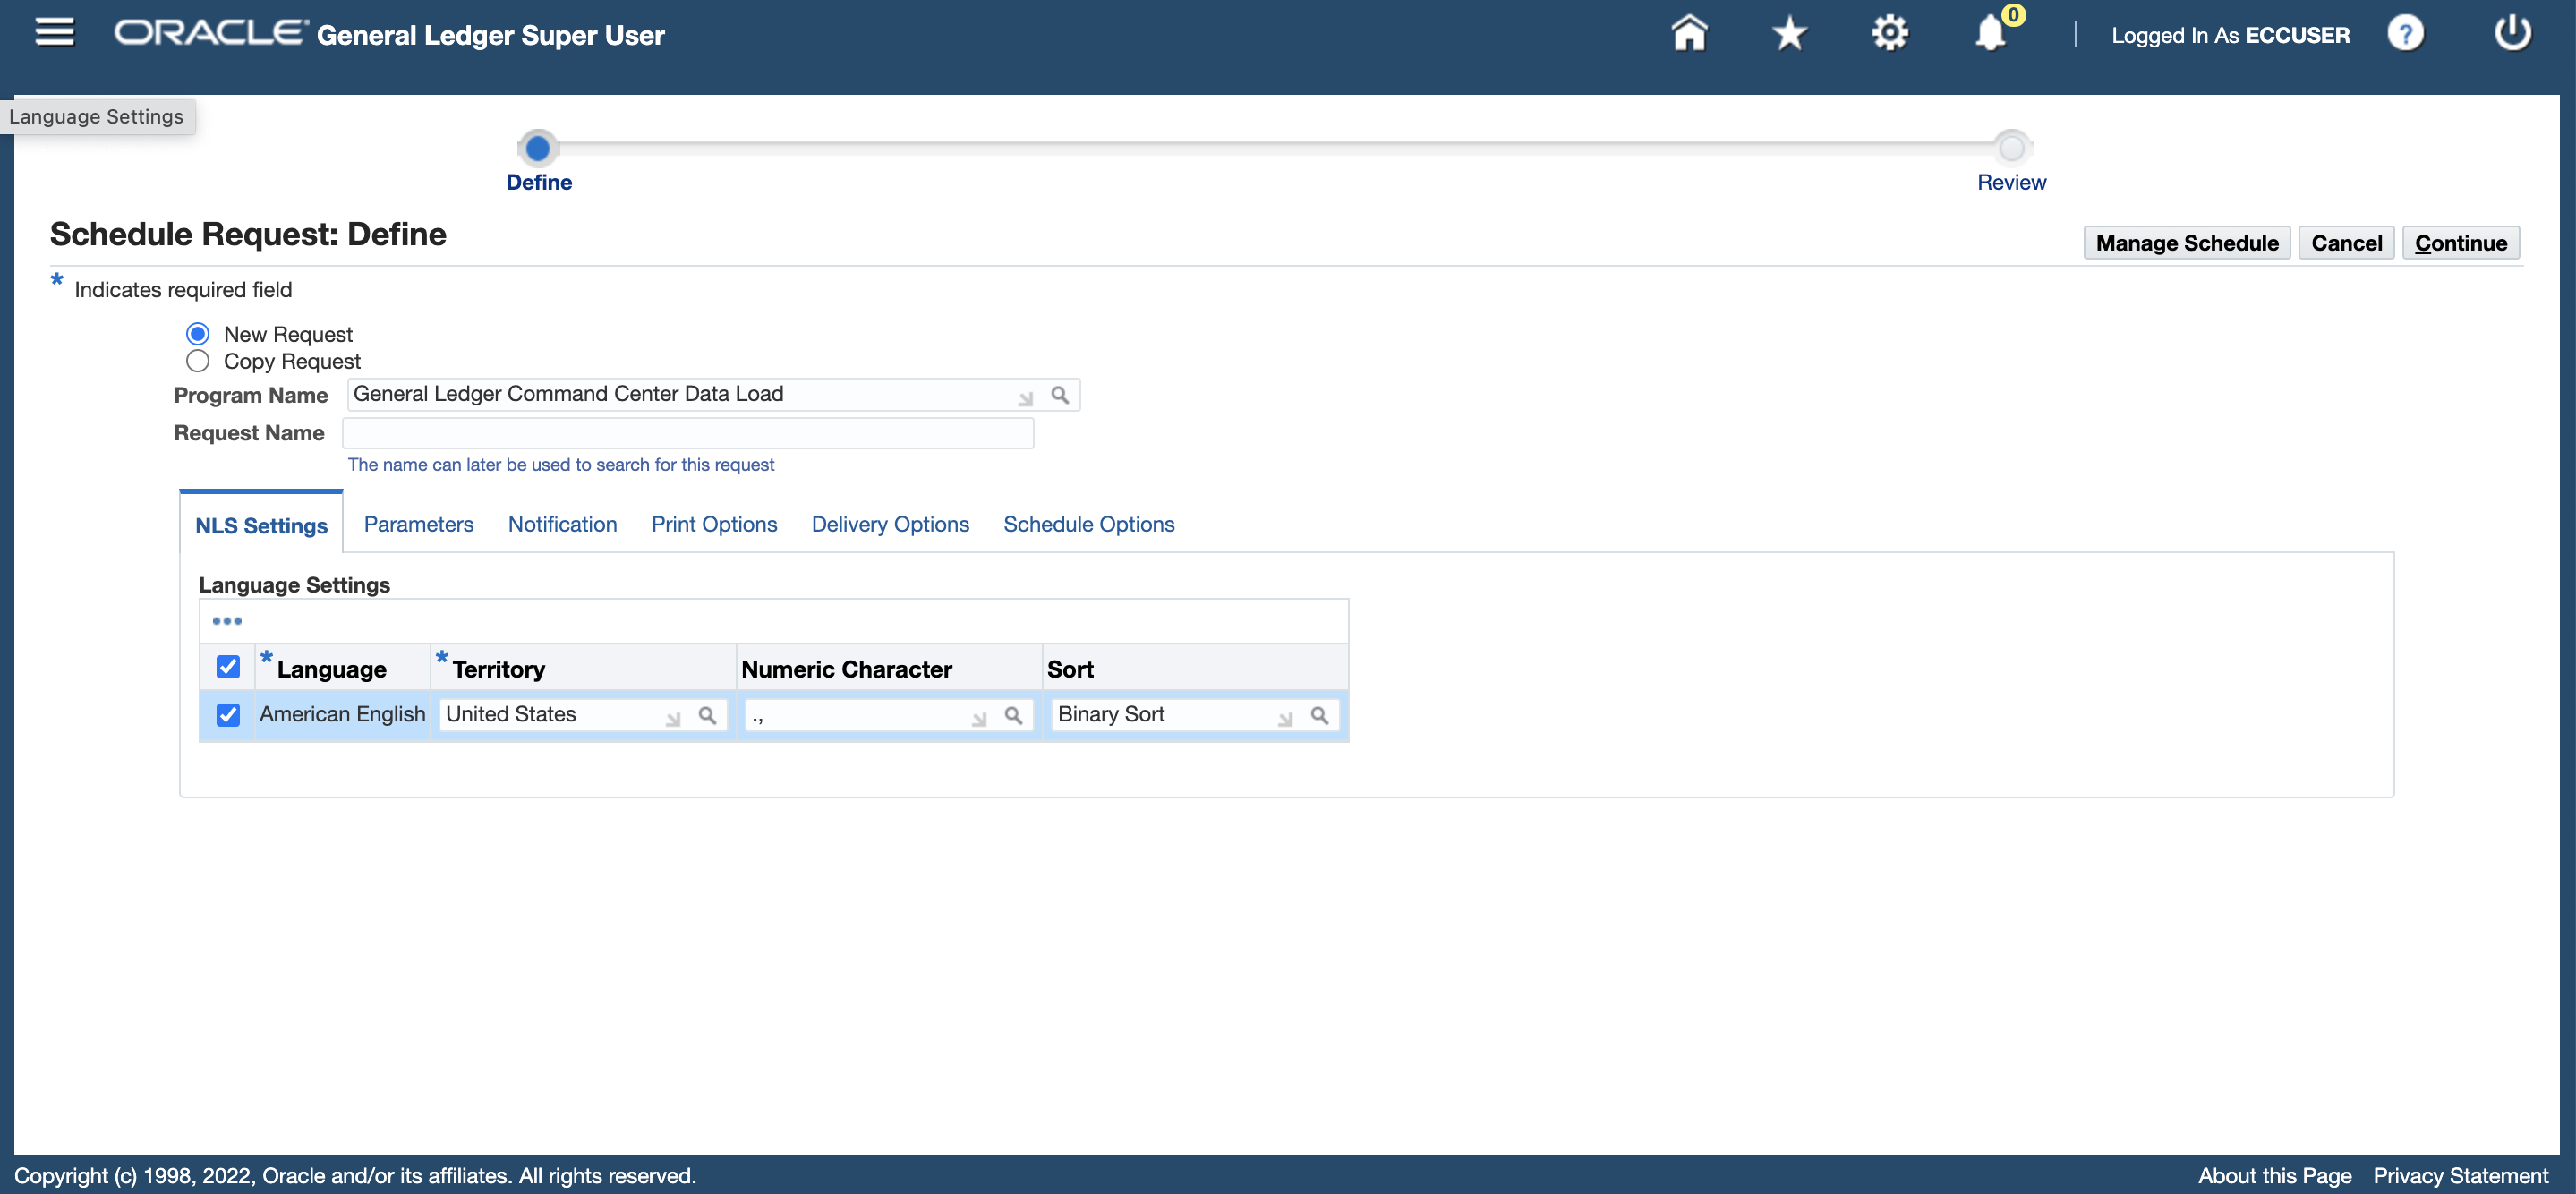 ORACLE General Ledger Super User
0
Logged In As ECCUSER ?
Language Settings
Define
Review
Schedule Request: Define
Manage Schedule Cancel Continue
* Indicates required field
New Request
Copy Request
Program Name General Ledger Command Center Data Load
Request Name
The name can later be used to search for this request
NLS Settings Parameters Notification Print Options Delivery Options Schedule Options
Language Settings
* Language * Territory Numeric Character Sort
American English United States ., Binary Sort
Copyright (c) 1998, 2022, Oracle and/or its affiliates. All rights reserved.
About this Page Privacy Statement